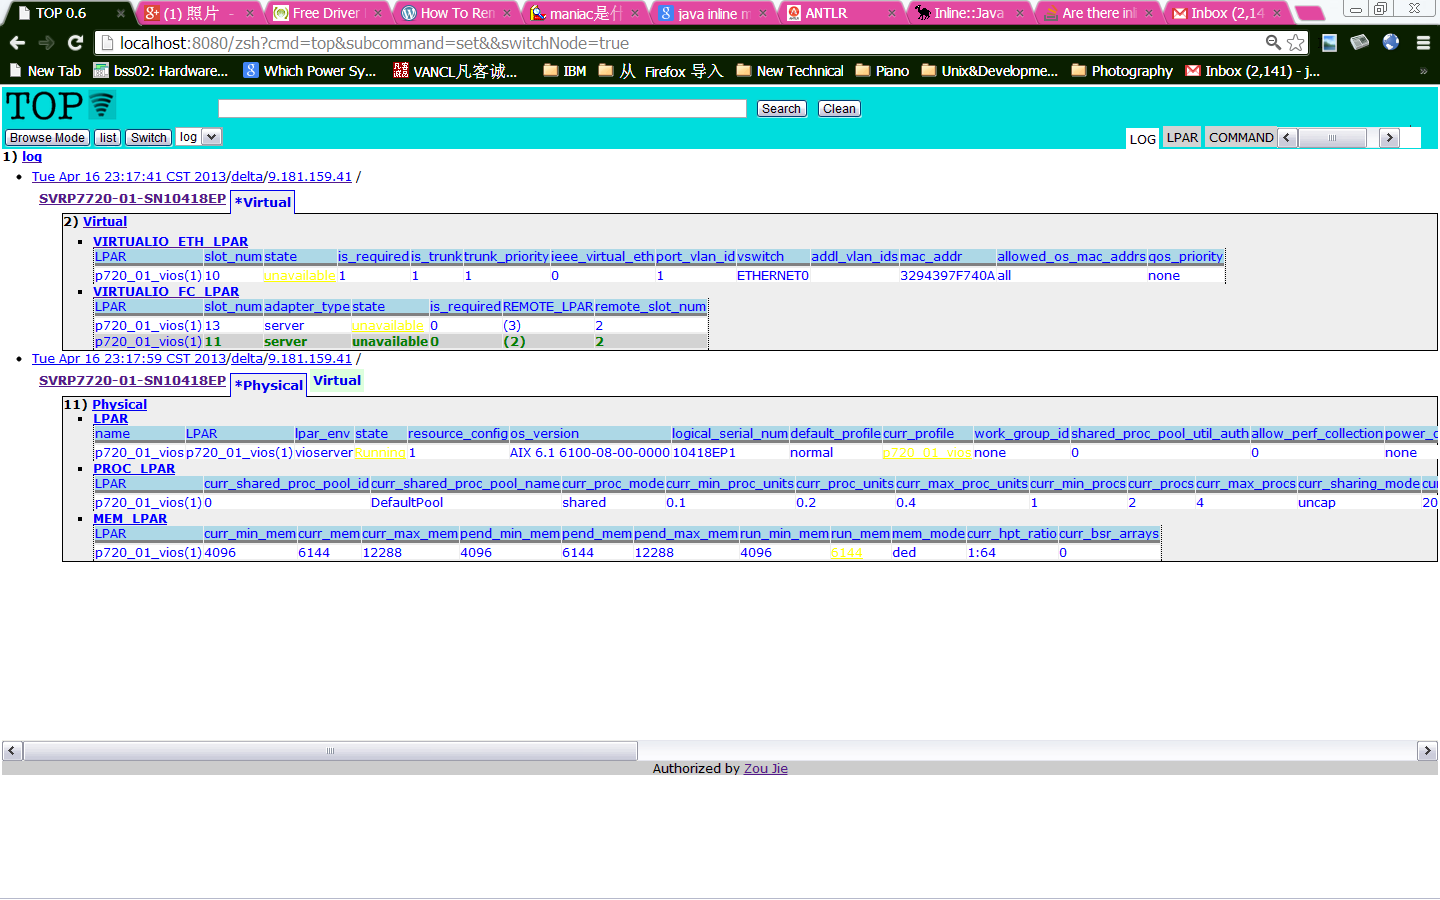 TOP 0.6 (1) 照片 - Free Driver How To Ren maniac是什 java inline m ANTLR Inline::Java Are there inl Inbox (2,14
localhost:8080/zsh?cmd=top&subcommand=set&&switchNode=true
New Tab bss02: Hardware... Which Power Sy... VANCL凡客诚... IBM 从 Firefox 导入 New Technical Piano Unix&Developme... Photography Inbox (2,141) - j... »
TOP Search Clean
Browse Mode list Switch log LOG LPAR COMMAND
1) log
Tue Apr 16 23:17:41 CST 2013/delta/9.181.159.41 /
SVRP7720-01-SN10418EP *Virtual
2) Virtual
VIRTUALIO_ETH_LPAR
LPAR slot_num state is_required is_trunk trunk_priority ieee_virtual_eth port_vlan_id vswitch addl_vlan_ids mac_addr allowed_os_mac_addrs qos_priority
p720_01_vios(1) 10 unavailable 1 1 1 0 1 ETHERNET0 3294397F740A all none
VIRTUALIO_FC_LPAR
LPAR slot_num adapter_type state is_required REMOTE_LPAR remote_slot_num
p720_01_vios(1) 13 server unavailable 0 (3) 2
p720_01_vios(1) 11 server unavailable 0 (2) 2
Tue Apr 16 23:17:59 CST 2013/delta/9.181.159.41 /
SVRP7720-01-SN10418EP *Physical Virtual
11) Physical
LPAR
name LPAR lpar_env state resource_config os_version logical_serial_num default_profile curr_profile work_group_id shared_proc_pool_util_auth allow_perf_collection power_c
p720_01_vios p720_01_vios(1) vioserver Running 1 AIX 6.1 6100-08-00-0000 10418EP1 normal p720_01_vios none 0 0 none
PROC_LPAR
LPAR curr_shared_proc_pool_id curr_shared_proc_pool_name curr_proc_mode curr_min_proc_units curr_proc_units curr_max_proc_units curr_min_procs curr_procs curr_max_procs curr_sharing_mode cu
p720_01_vios(1) 0 DefaultPool shared 0.1 0.2 0.4 1 2 4 uncap 20
MEM_LPAR
LPAR curr_min_mem curr_mem curr_max_mem pend_min_mem pend_mem pend_max_mem run_min_mem run_mem mem_mode curr_hpt_ratio curr_bsr_arrays
p720_01_vios(1) 4096 6144 12288 4096 6144 12288 4096 6144 ded 1:64 0
Authorized by Zou Jie